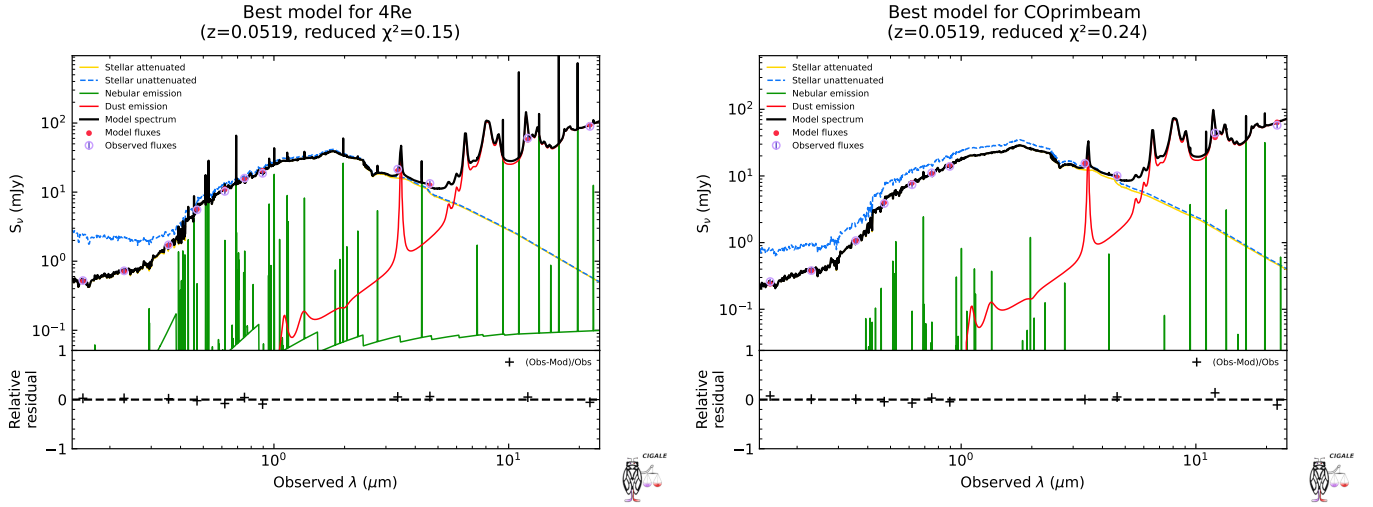 Best model for 4Re
(z=0.0519, reduced χ²=0.15)
Stellar attenuated
Stellar unattenuated
Nebular emission
Dust emission
Model spectrum
Model fluxes
Observed fluxes
S𝜈 (mJy)
10²
10¹
10⁰
10⁻¹
1
(Obs-Mod)/Obs
Relative
residual
0
−1
10⁰
10¹
Observed λ (μm)
CIGALE
Best model for COprimbeam
(z=0.0519, reduced χ²=0.24)
Stellar attenuated
Stellar unattenuated
Nebular emission
Dust emission
Model spectrum
Model fluxes
Observed fluxes
S𝜈 (mJy)
10²
10¹
10⁰
10⁻¹
1
(Obs-Mod)/Obs
Relative
residual
0
−1
10⁰
10¹
Observed λ (μm)
CIGALE